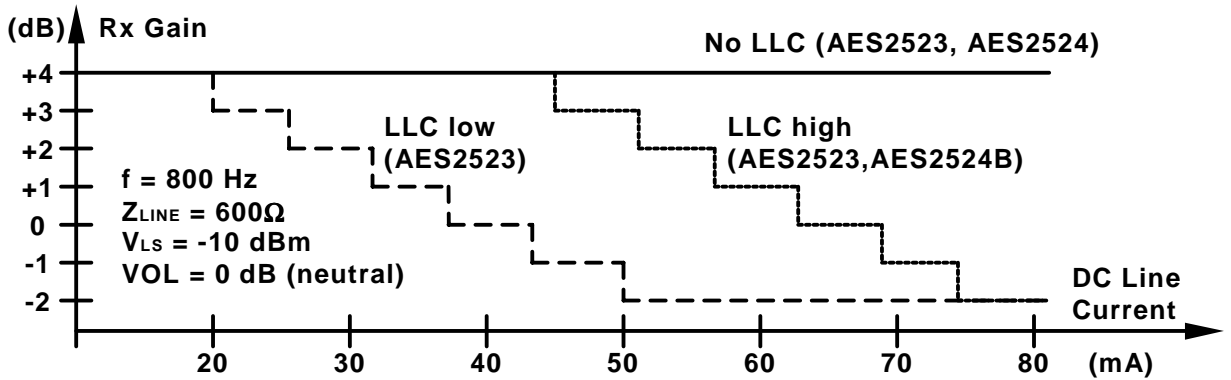 (dB) Rx Gain
No LLC (AES2523, AES2524)
+4
+3
+2
+1
0
-1
-2
LLC low
(AES2523)
LLC high
(AES2523,AES2524B)
f = 800 Hz
ZLINE = 600Ω
VLS = -10 dBm
VOL = 0 dB (neutral)
DC Line
Current
20 30 40 50 60 70 80 (mA)